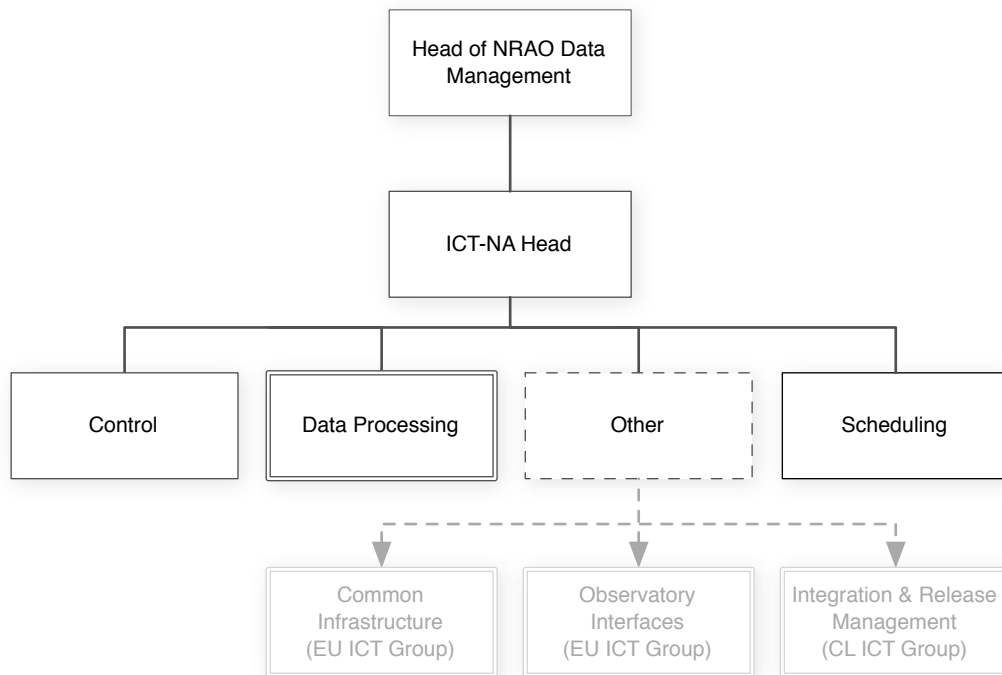 Head of NRAO Data
Management
ICT-NA Head
Control
Data Processing
Other
Scheduling
Common
Infrastructure
(EU ICT Group)
Observatory
Interfaces
(EU ICT Group)
Integration & Release
Management
(CL ICT Group)